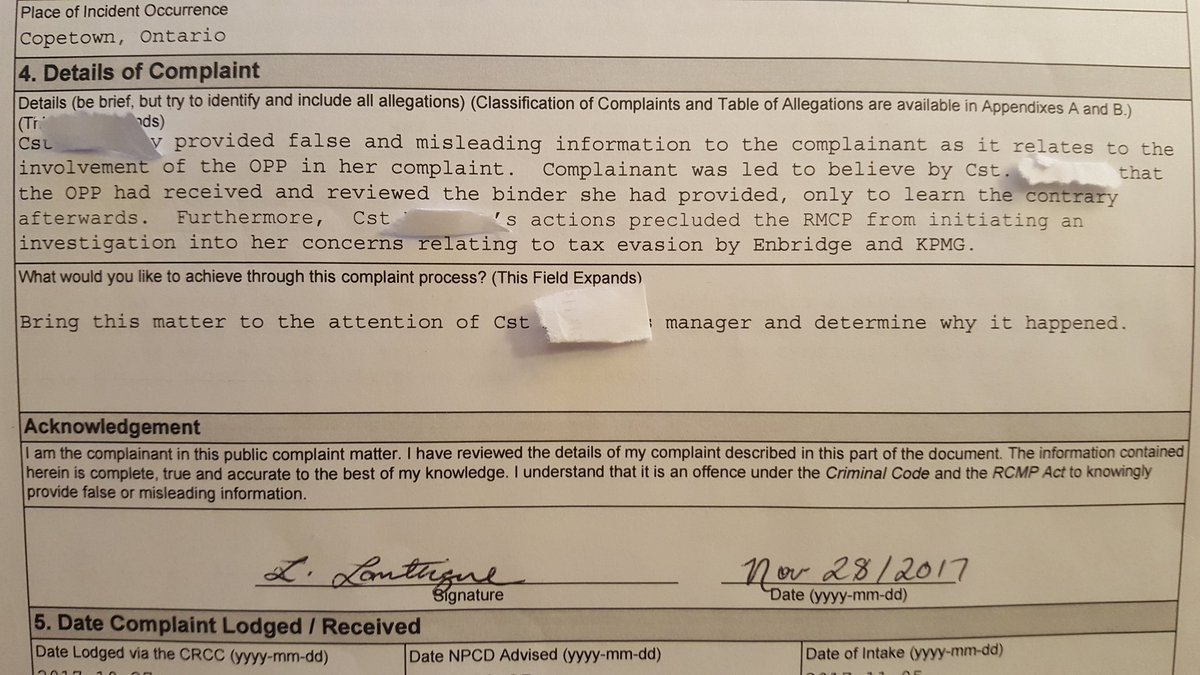 Place of Incident Occurrence
Copetown, Ontario
4. Details of Complaint
Details (be brief, but try to identify and include all allegations) (Classification of Complaints and Table of Allegations are available in Appendixes A and B.)
Cst provided false and misleading information to the complainant as it relates to the
involvement of the OPP in her complaint. Complainant was led to believe by Cst. that
the OPP had received and reviewed the binder she had provided, only to learn the contrary
afterwards. Furthermore, Cst 's actions precluded the RMCP from initiating an
investigation into her concerns relating to tax evasion by Enbridge and KPMG.
What would you like to achieve through this complaint process? (This Field Expands)
Bring this matter to the attention of Cst manager and determine why it happened.
Acknowledgement
I am the complainant in this public complaint matter. I have reviewed the details of my complaint described in this part of the document. The information contained
herein is complete, true and accurate to the best of my knowledge. I understand that it is an offence under the Criminal Code and the RCMP Act to knowingly
provide false or misleading information.
L. Lanthigne Nov 28/2017
Signature Date (yyyy-mm-dd)
5. Date Complaint Lodged / Received
Date Lodged via the CRCC (yyyy-mm-dd) Date NPCD Advised (yyyy-mm-dd) Date of Intake (yyyy-mm-dd)